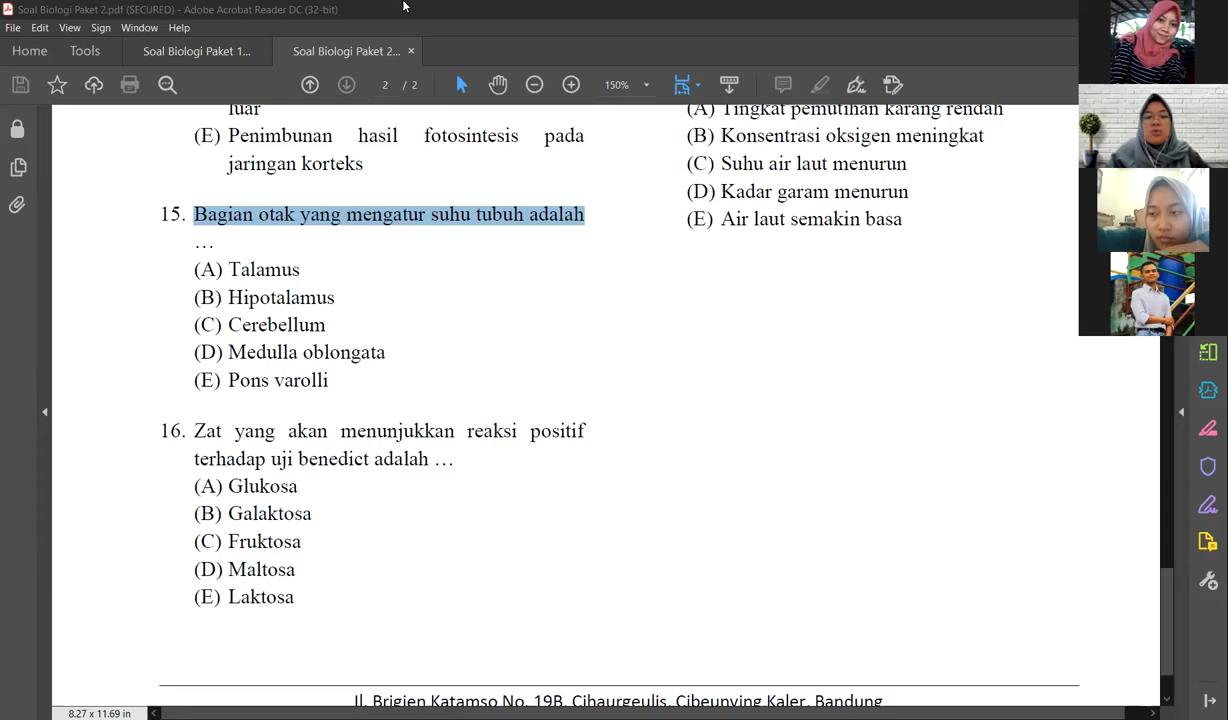 Soal Biologi Paket 2.pdf (SECURED) - Adobe Acrobat Reader DC (32-bit)
File Edit View Sign Window Help
Home Tools Soal Biologi Paket 1... Soal Biologi Paket 2... ×
2 / 2 150%
luar
(E) Penimbunan hasil fotosintesis pada
jaringan korteks
15. Bagian otak yang mengatur suhu tubuh adalah
…
(A) Talamus
(B) Hipotalamus
(C) Cerebellum
(D) Medulla oblongata
(E) Pons varolli
16. Zat yang akan menunjukkan reaksi positif
terhadap uji benedict adalah …
(A) Glukosa
(B) Galaktosa
(C) Fruktosa
(D) Maltosa
(E) Laktosa
(A) Tingkat pemutihan karang rendah
(B) Konsentrasi oksigen meningkat
(C) Suhu air laut menurun
(D) Kadar garam menurun
(E) Air laut semakin basa
Jl. Brigjen Katamso No. 19B, Cihaurgeulis, Cibeunying Kaler, Bandung
8.27 x 11.69 in